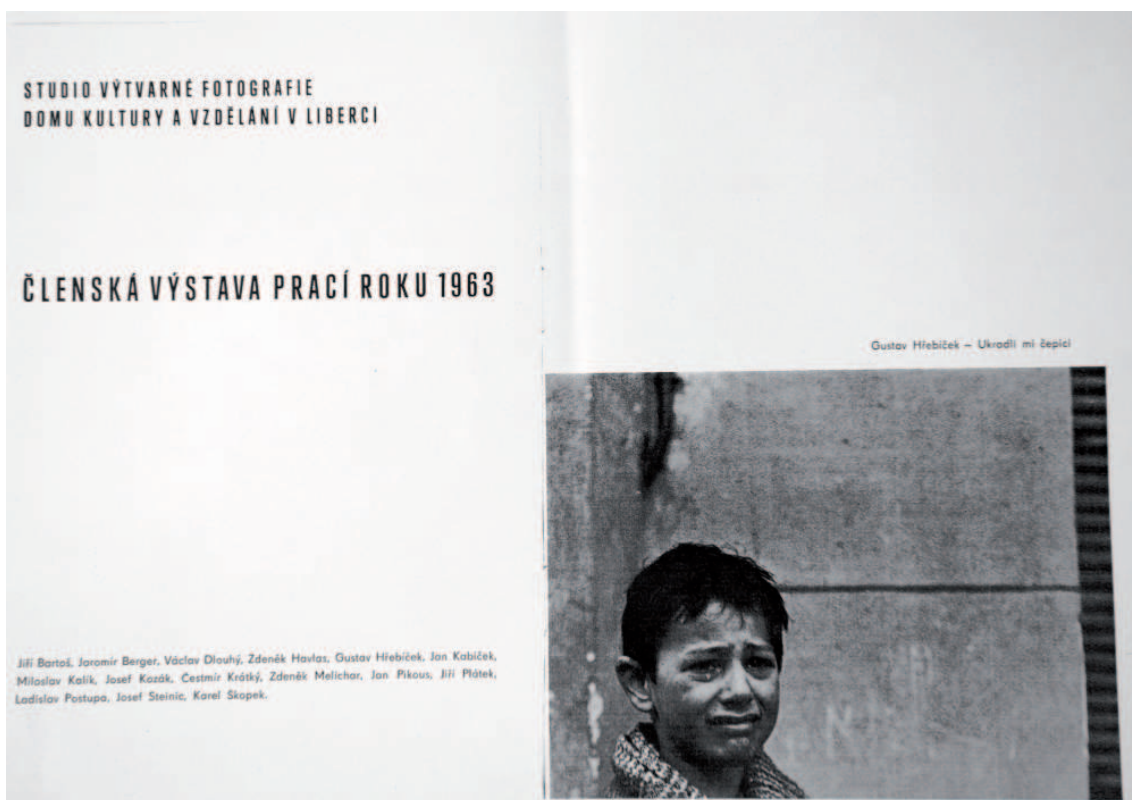 STUDIO VÝTVARNÉ FOTOGRAFIE
DOMU KULTURY A VZDĚLÁNÍ V LIBERCI
ČLENSKÁ VÝSTAVA PRACÍ ROKU 1963
Jiří Bartoš, Jaromír Berger, Václav Dlouhý, Zdeněk Havlas, Gustav Hřebíček, Jan Kabíček,
Miloslav Kalík, Josef Kozák, Čestmír Krátký, Zdeněk Melichar, Jan Pikous, Jiří Plátek,
Ladislav Postupa, Josef Steinic, Karel Škopek.
Gustav Hřebíček – Ukradli mi čepici